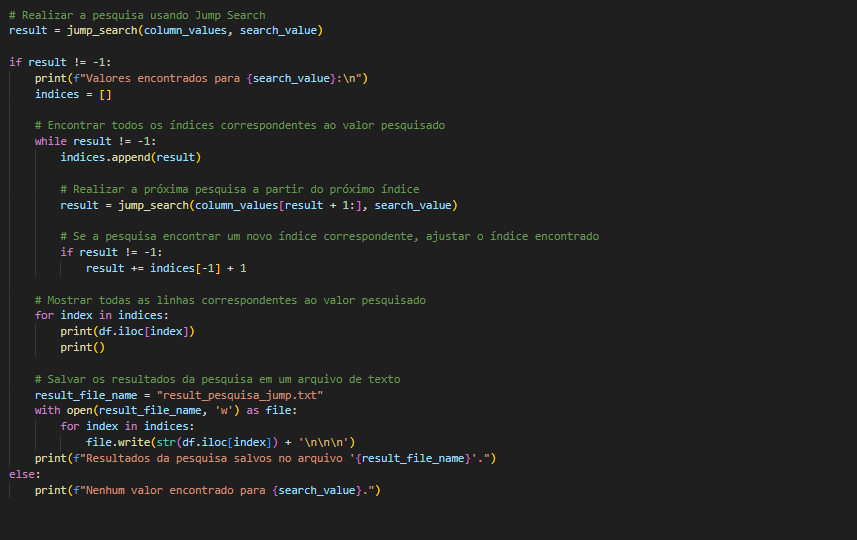 # Realizar a pesquisa usando Jump Search
result = jump_search(column_values, search_value)
if result != -1:
print(f"Valores encontrados para {search_value}:\n")
indices = []
# Encontrar todos os índices correspondentes ao valor pesquisado
while result != -1:
indices.append(result)
# Realizar a próxima pesquisa a partir do próximo índice
result = jump_search(column_values[result + 1:], search_value)
# Se a pesquisa encontrar um novo índice correspondente, ajustar o índice encontrado
if result != -1:
result += indices[-1] + 1
# Mostrar todas as linhas correspondentes ao valor pesquisado
for index in indices:
print(df.iloc[index])
print()
# Salvar os resultados da pesquisa em um arquivo de texto
result_file_name = "result_pesquisa_jump.txt"
with open(result_file_name, 'w') as file:
for index in indices:
file.write(str(df.iloc[index]) + '\n\n\n')
print(f"Resultados da pesquisa salvos no arquivo '{result_file_name}'.")
else:
print(f"Nenhum valor encontrado para {search_value}.")